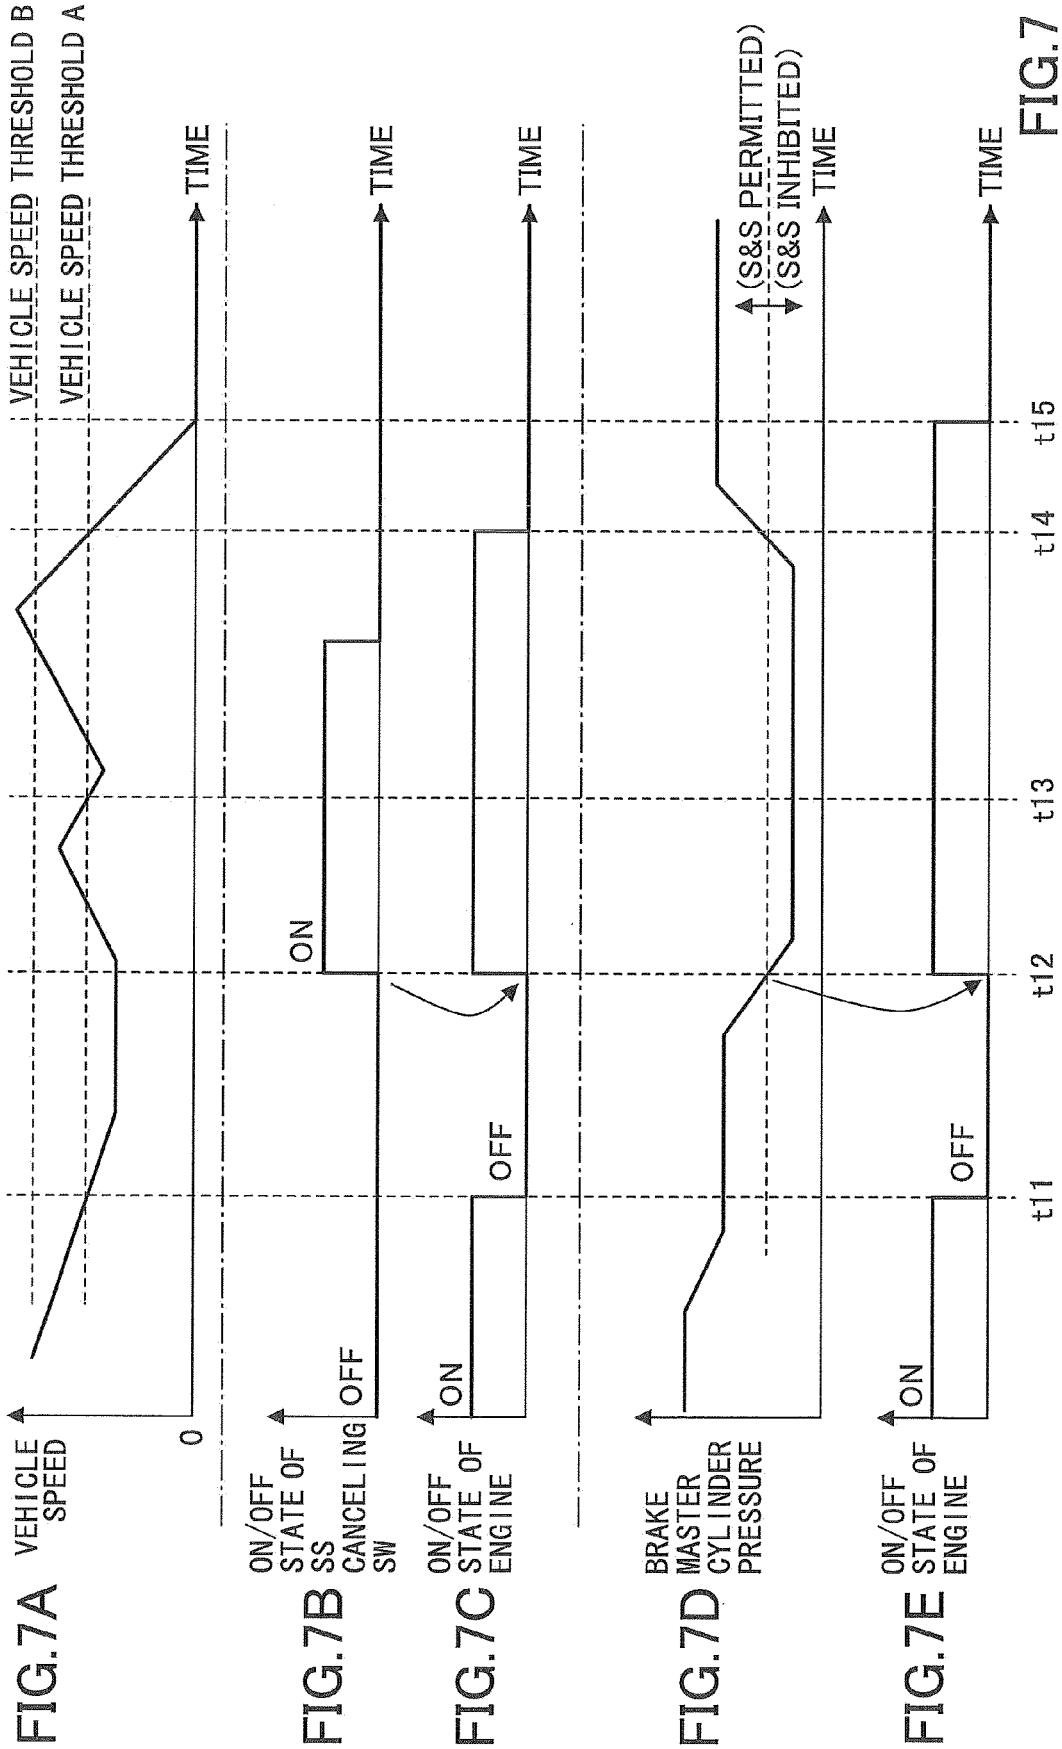 FIG.7A
VEHICLE
SPEED
VEHICLE SPEED THRESHOLD B
VEHICLE SPEED THRESHOLD A
0
TIME
FIG.7B
ON/OFF
STATE OF
SS
CANCELING
SW
OFF
ON
TIME
FIG.7C
ON/OFF
STATE OF
ENGINE
ON
OFF
TIME
FIG.7D
BRAKE
MASTER
CYLINDER
PRESSURE
(S&S PERMITTED)
(S&S INHIBITED)
TIME
FIG.7E
ON/OFF
STATE OF
ENGINE
ON
OFF
TIME
t11 t12 t13 t14 t15
FIG.7